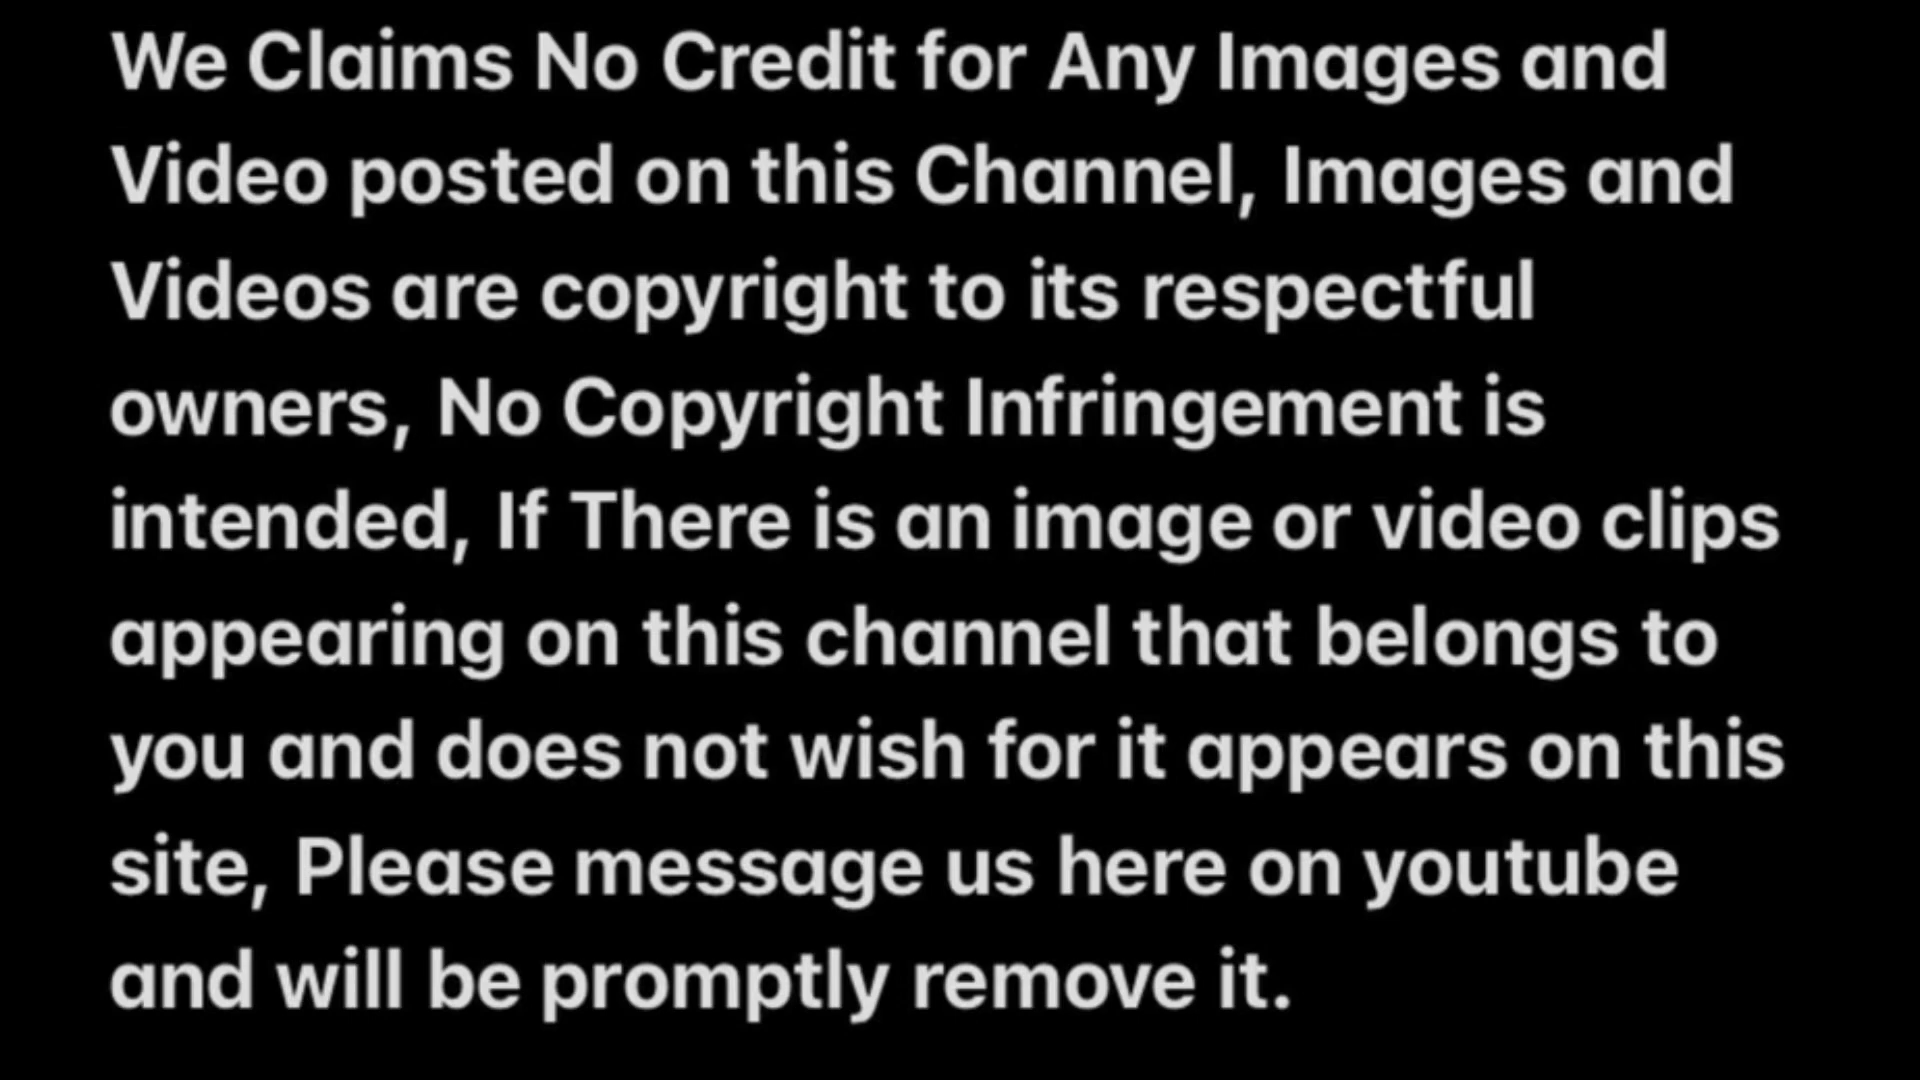 We Claims No Credit for Any Images and
Video posted on this Channel, Images and
Videos are copyright to its respectful
owners, No Copyright Infringement is
intended, If There is an image or video clips
appearing on this channel that belongs to
you and does not wish for it appears on this
site, Please message us here on youtube
and will be promptly remove it.